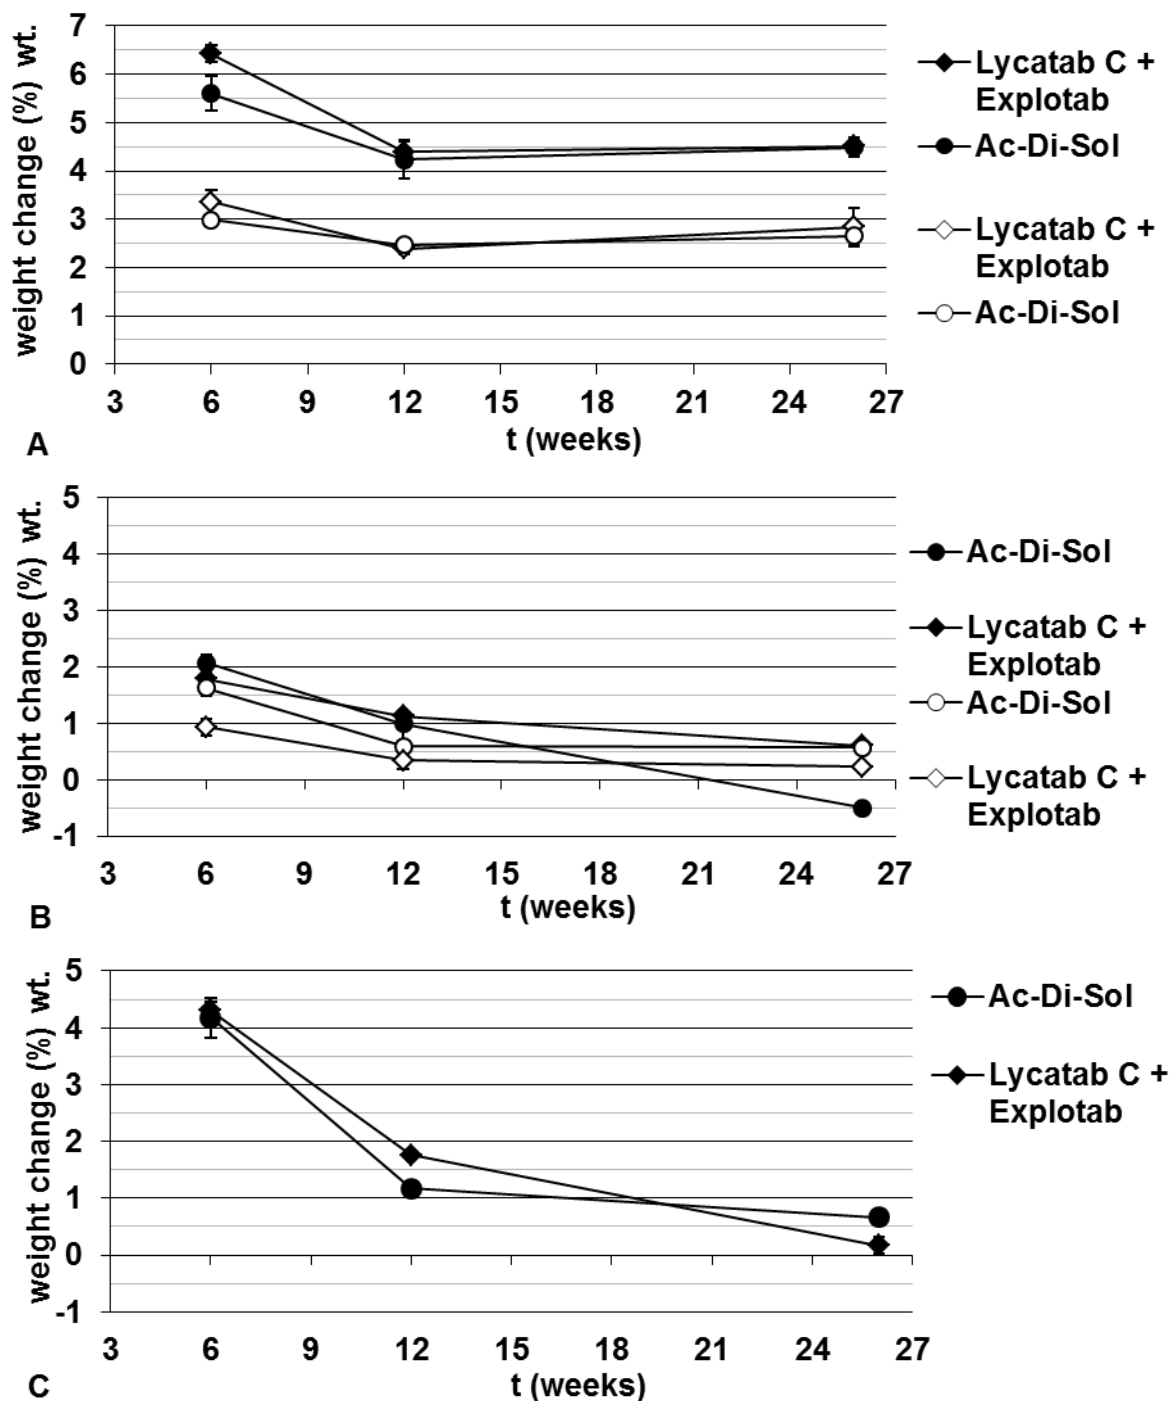 weight change (%) wt.
7
6
5
4
3
2
1
0
3 6 9 12 15 18 21 24 27
t (weeks)
Lycatab C +
Explotab
Ac-Di-Sol
Lycatab C +
Explotab
Ac-Di-Sol
A
weight change (%) wt.
5
4
3
2
1
0
-1
3 6 9 12 15 18 21 24 27
t (weeks)
Ac-Di-Sol
Lycatab C +
Explotab
Ac-Di-Sol
Lycatab C +
Explotab
B
weight change (%) wt.
5
4
3
2
1
0
-1
3 6 9 12 15 18 21 24 27
t (weeks)
Ac-Di-Sol
Lycatab C +
Explotab
C